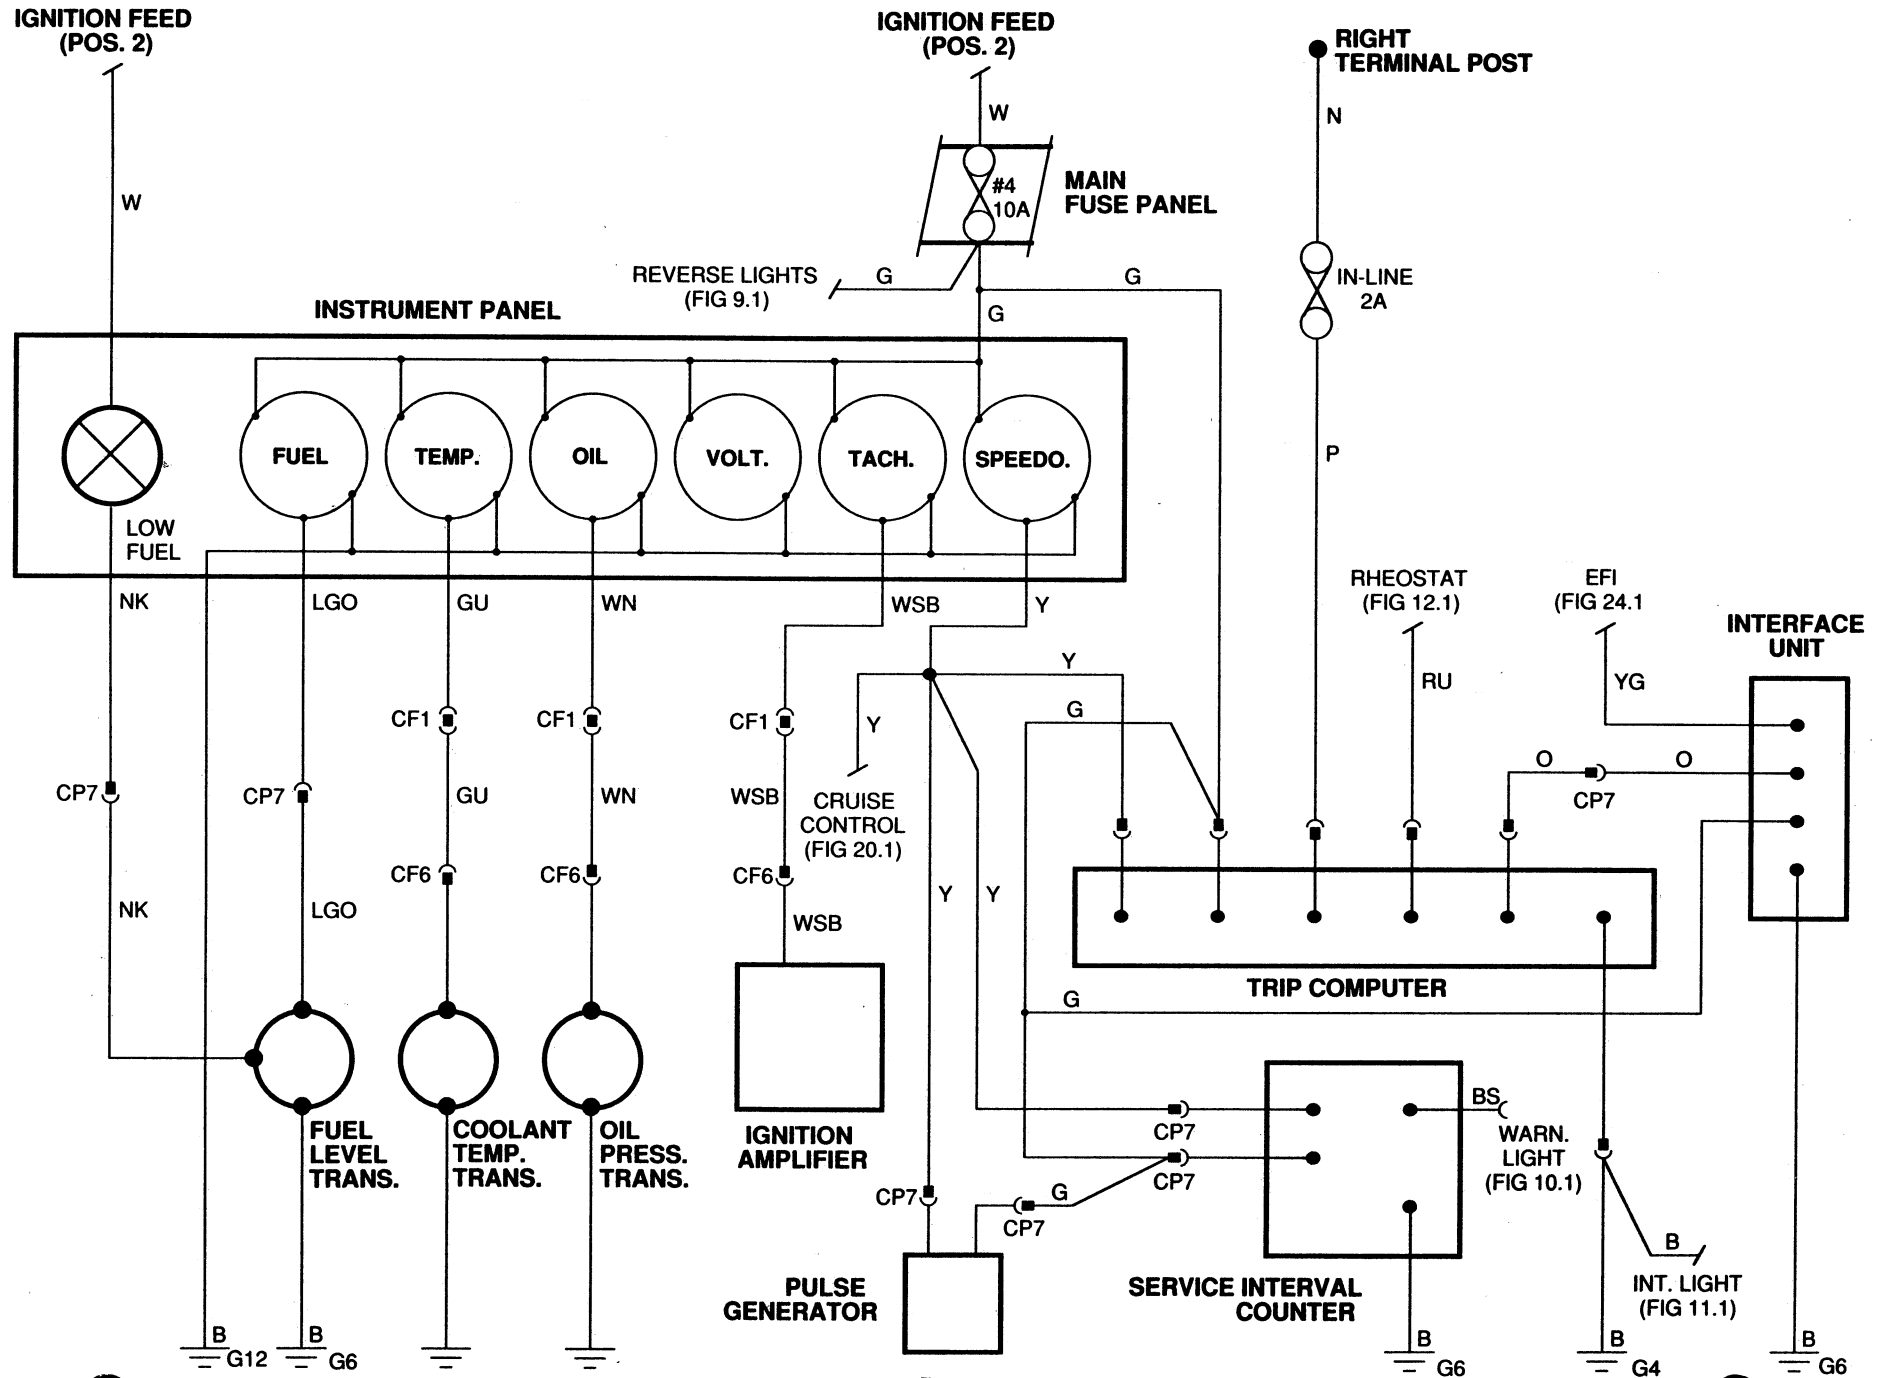 IGNITION FEED
(POS. 2)
IGNITION FEED
(POS. 2)
RIGHT
TERMINAL POST
W
N
W
#4
10A
MAIN
FUSE PANEL
REVERSE LIGHTS
(FIG 9.1)
G
G
G
IN-LINE
2A
INSTRUMENT PANEL
P
FUEL
TEMP.
OIL
VOLT.
TACH.
SPEEDO.
LOW
FUEL
NK
LGO
GU
WN
WSB
Y
RHEOSTAT
(FIG 12.1)
EFI
(FIG 24.1
INTERFACE
UNIT
RU
YG
CF1
CF1
CF1
Y
Y
G
O
O
CP7
CP7
CP7
GU
WN
WSB
CRUISE
CONTROL
(FIG 20.1)
CF6
CF6
CF6
NK
LGO
WSB
Y
Y
TRIP COMPUTER
G
FUEL
LEVEL
TRANS.
COOLANT
TEMP.
TRANS.
OIL
PRESS.
TRANS.
IGNITION
AMPLIFIER
CP7
CP7
BS
WARN.
LIGHT
(FIG 10.1)
CP7
G
CP7
B
INT. LIGHT
(FIG 11.1)
PULSE
GENERATOR
SERVICE INTERVAL
COUNTER
B
G12
B
G6
B
G6
B
G4
B
G6